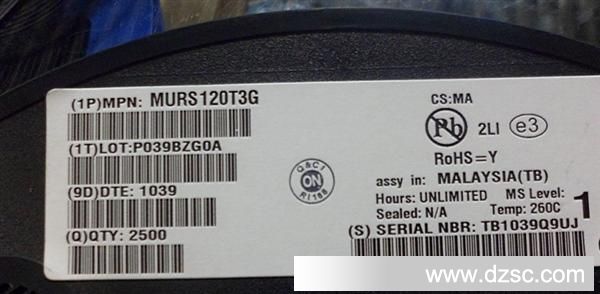 (1P)MPN: MURS120T3G
(1T)LOT:P039BZG0A
(9D)DTE: 1039
(Q)QTY: 2500
QSCI
ON
CS:MA
Pb 2LI e3
RoHS=Y
assy in: MALAYSIA(TB)
Hours: UNLIMITED MS Level: 1
Sealed: N/A Temp: 260C
(S) SERIAL NBR: TB1039Q9UJ
www.dzsc.com